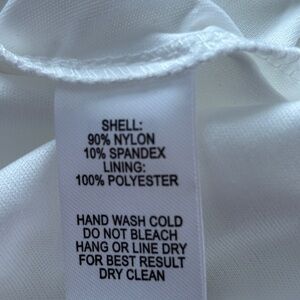 SHELL:
90% NYLON
10% SPANDEX
LINING:
100% POLYESTER
HAND WASH COLD
DO NOT BLEACH
HANG OR LINE DRY
FOR BEST RESULT
DRY CLEAN